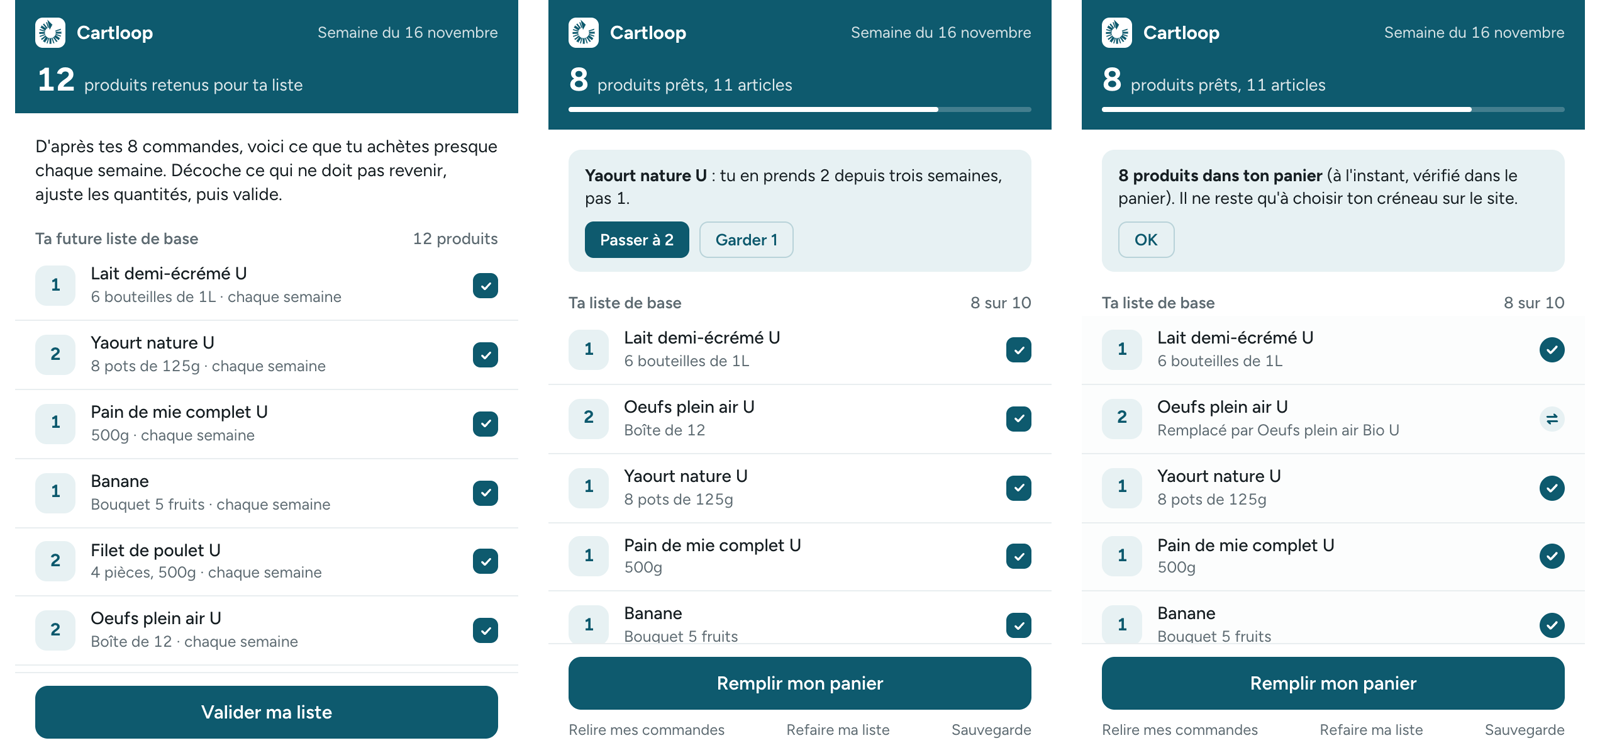 Cartloop
Semaine du 16 novembre
12 produits retenus pour ta liste
D'après tes 8 commandes, voici ce que tu achètes presque
chaque semaine. Décoche ce qui ne doit pas revenir,
ajuste les quantités, puis valide.
Ta future liste de base
12 produits
1
Lait demi-écrémé U
6 bouteilles de 1L · chaque semaine
2
Yaourt nature U
8 pots de 125g · chaque semaine
1
Pain de mie complet U
500g · chaque semaine
1
Banane
Bouquet 5 fruits · chaque semaine
2
Filet de poulet U
4 pièces, 500g · chaque semaine
2
Oeufs plein air U
Boîte de 12 · chaque semaine
Valider ma liste
Cartloop
Semaine du 16 novembre
8 produits prêts, 11 articles
Yaourt nature U : tu en prends 2 depuis trois semaines,
pas 1.
Passer à 2
Garder 1
Ta liste de base
8 sur 10
1
Lait demi-écrémé U
6 bouteilles de 1L
2
Oeufs plein air U
Boîte de 12
1
Yaourt nature U
8 pots de 125g
1
Pain de mie complet U
500g
1
Banane
Bouquet 5 fruits
Remplir mon panier
Relire mes commandes
Refaire ma liste
Sauvegarde
Cartloop
Semaine du 16 novembre
8 produits prêts, 11 articles
8 produits dans ton panier (à l'instant, vérifié dans le
panier). Il ne reste qu'à choisir ton créneau sur le site.
OK
Ta liste de base
8 sur 10
1
Lait demi-écrémé U
6 bouteilles de 1L
2
Oeufs plein air U
Remplacé par Oeufs plein air Bio U
1
Yaourt nature U
8 pots de 125g
1
Pain de mie complet U
500g
1
Banane
Bouquet 5 fruits
Remplir mon panier
Relire mes commandes
Refaire ma liste
Sauvegarde